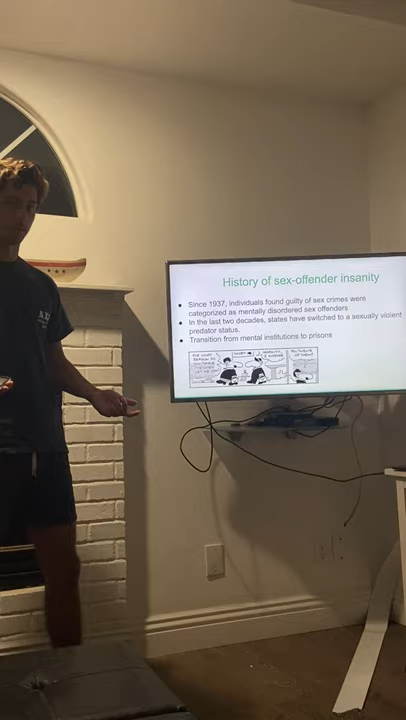 History of sex-offender insanity
● Since 1937, individuals found guilty of sex crimes were
categorized as mentally disordered sex offenders
● In the last two decades, states have switched to a sexually violent
predator status.
● Transition from mental institutions to prisons